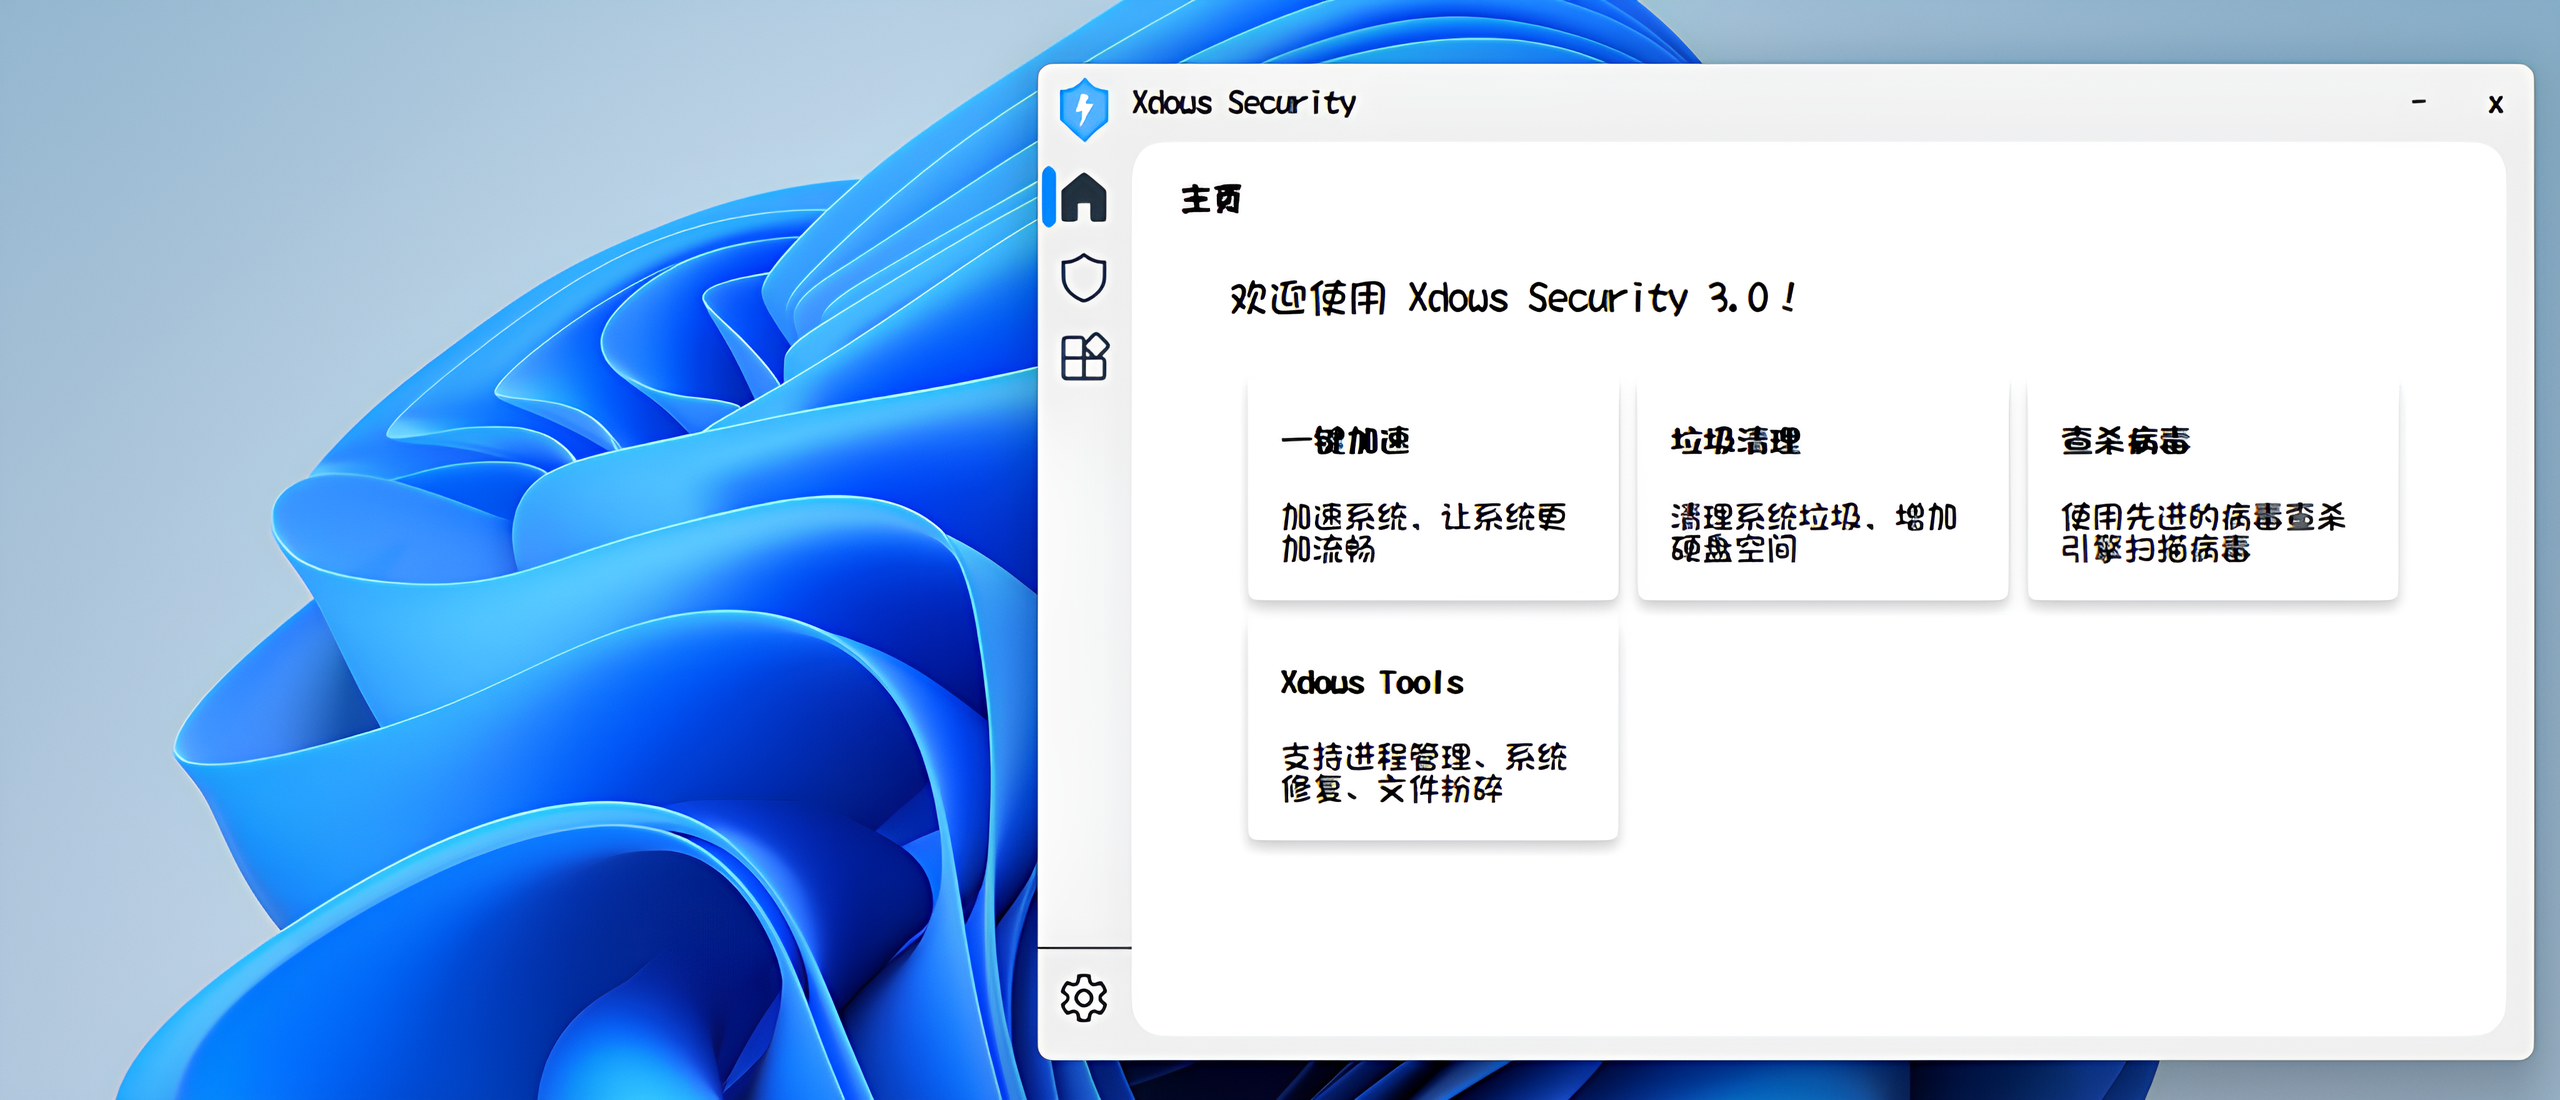 Xdows Security
- x
主页
欢迎使用 Xdows Security 3.0！
一键加速
加速系统，让系统更
加流畅
垃圾清理
清理系统垃圾，增加
硬盘空间
查杀病毒
使用先进的病毒查杀
引擎扫描病毒
Xdows Tools
支持进程管理、系统
修复、文件粉碎